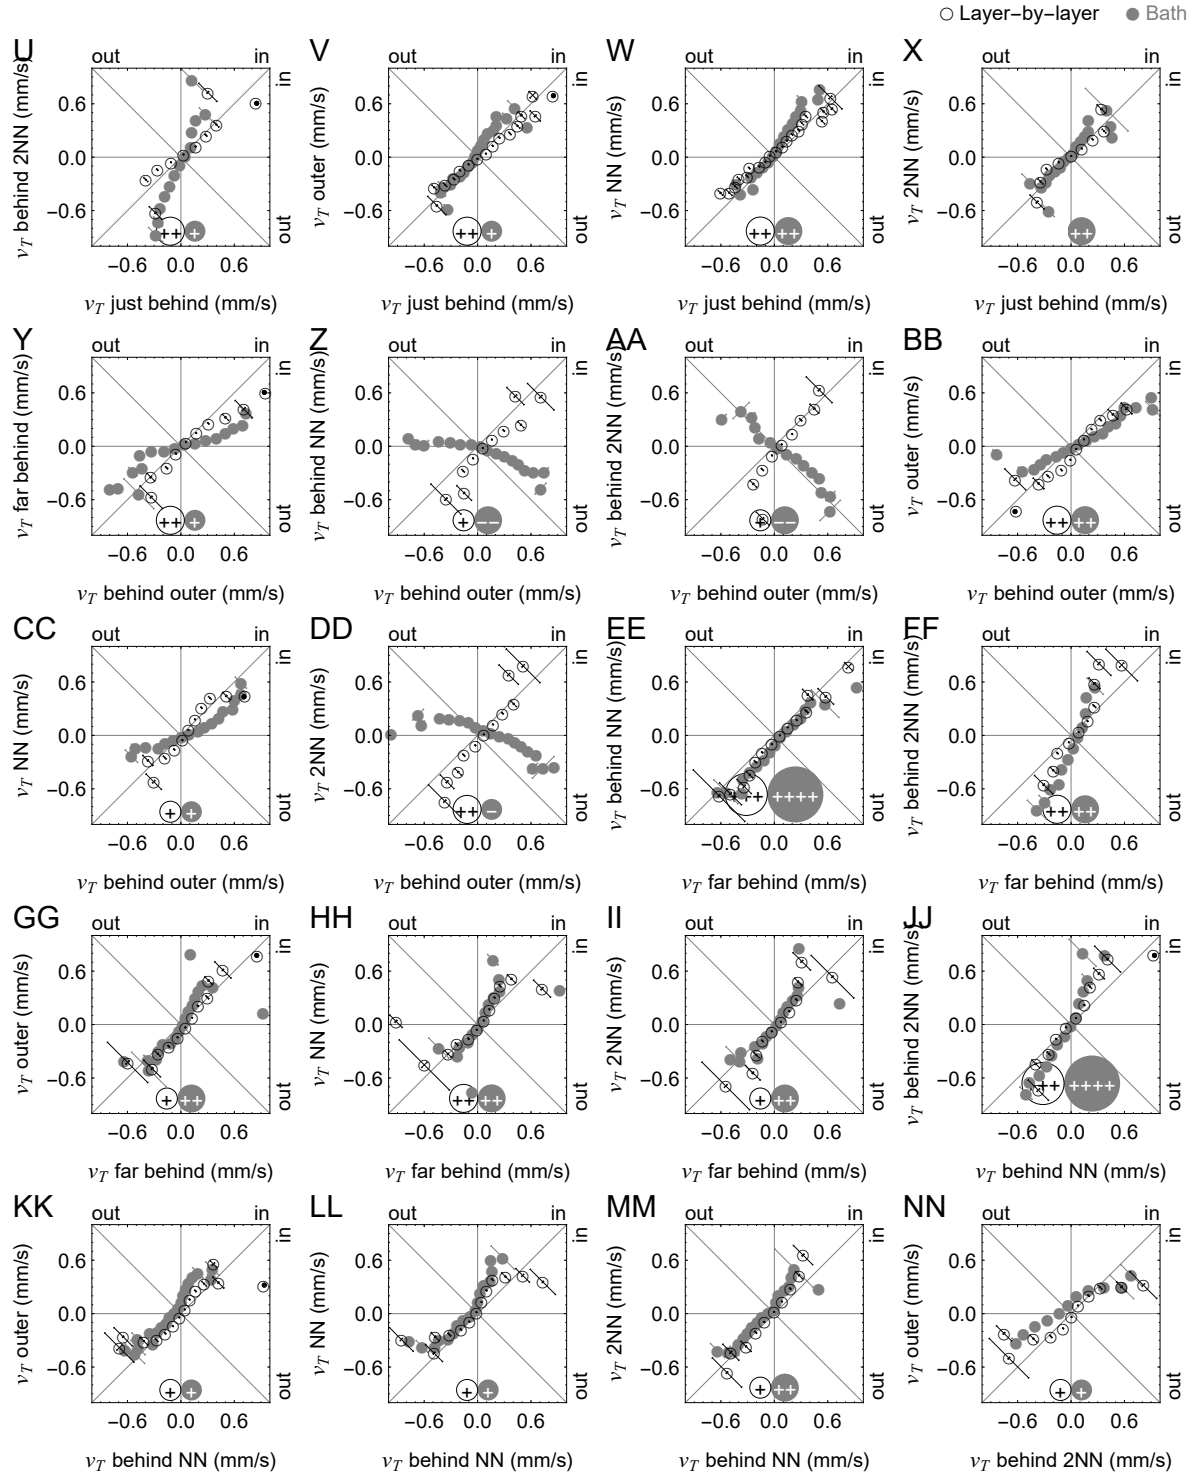 Layer−by−layer Bath
U out in V out in W out in X out in
v_T behind 2NN (mm/s) 0.6 0.0 −0.6 in out ++ +
v_T outer (mm/s) 0.6 0.0 −0.6 in out ++ +
v_T NN (mm/s) 0.6 0.0 −0.6 in out ++ ++
v_T 2NN (mm/s) 0.6 0.0 −0.6 in out ++
−0.6 0.0 0.6 −0.6 0.0 0.6 −0.6 0.0 0.6 −0.6 0.0 0.6
v_T just behind (mm/s) v_T just behind (mm/s) v_T just behind (mm/s) v_T just behind (mm/s)
Y out in Z out in AA out in BB out in
v_T far behind (mm/s) 0.6 0.0 −0.6 in out ++ +
v_T behind NN (mm/s) 0.6 0.0 −0.6 in out + −−
v_T behind 2NN (mm/s) 0.6 0.0 −0.6 in out + −−
v_T outer (mm/s) 0.6 0.0 −0.6 in out ++ ++
−0.6 0.0 0.6 −0.6 0.0 0.6 −0.6 0.0 0.6 −0.6 0.0 0.6
v_T behind outer (mm/s) v_T behind outer (mm/s) v_T behind outer (mm/s) v_T behind outer (mm/s)
CC out in DD out in EE out in FF out in
v_T NN (mm/s) 0.6 0.0 −0.6 in out + +
v_T 2NN (mm/s) 0.6 0.0 −0.6 in out ++ −
v_T behind NN (mm/s) 0.6 0.0 −0.6 in out ++++
v_T behind 2NN (mm/s) 0.6 0.0 −0.6 in out ++ ++
−0.6 0.0 0.6 −0.6 0.0 0.6 −0.6 0.0 0.6 −0.6 0.0 0.6
v_T behind outer (mm/s) v_T behind outer (mm/s) v_T far behind (mm/s) v_T far behind (mm/s)
GG out in HH out in II out in JJ out in
v_T outer (mm/s) 0.6 0.0 −0.6 in out + ++
v_T NN (mm/s) 0.6 0.0 −0.6 in out ++ ++
v_T 2NN (mm/s) 0.6 0.0 −0.6 in out + ++
v_T behind 2NN (mm/s) 0.6 0.0 −0.6 in out ++++
−0.6 0.0 0.6 −0.6 0.0 0.6 −0.6 0.0 0.6 −0.6 0.0 0.6
v_T far behind (mm/s) v_T far behind (mm/s) v_T far behind (mm/s) v_T behind NN (mm/s)
KK out in LL out in MM out in NN out in
v_T outer (mm/s) 0.6 0.0 −0.6 in out + +
v_T NN (mm/s) 0.6 0.0 −0.6 in out + +
v_T 2NN (mm/s) 0.6 0.0 −0.6 in out + ++
v_T outer (mm/s) 0.6 0.0 −0.6 in out + +
−0.6 0.0 0.6 −0.6 0.0 0.6 −0.6 0.0 0.6 −0.6 0.0 0.6
v_T behind NN (mm/s) v_T behind NN (mm/s) v_T behind NN (mm/s) v_T behind 2NN (mm/s)